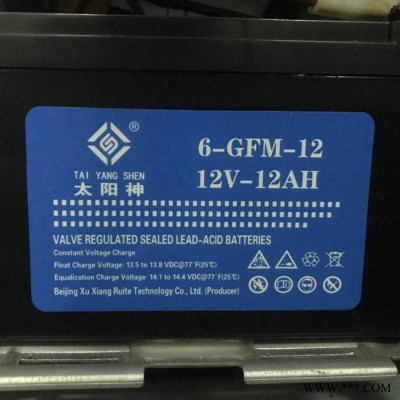 6-GFM-12
TAI YANG SHEN
太阳神
12V-12AH
VALVE REGULATED SEALED LEAD-ACID BATTERIES
Constant Voltage Charge
Float Charge Voltage: 13.5 to 13.8 VDC@77°F(25℃)
Equalization Charge Voltage: 14.1 to 14.4 VDC@77°F(25℃)
Beijing Xu Xiang Ruite Technology Co., Ltd. (Producer)
www.***.com